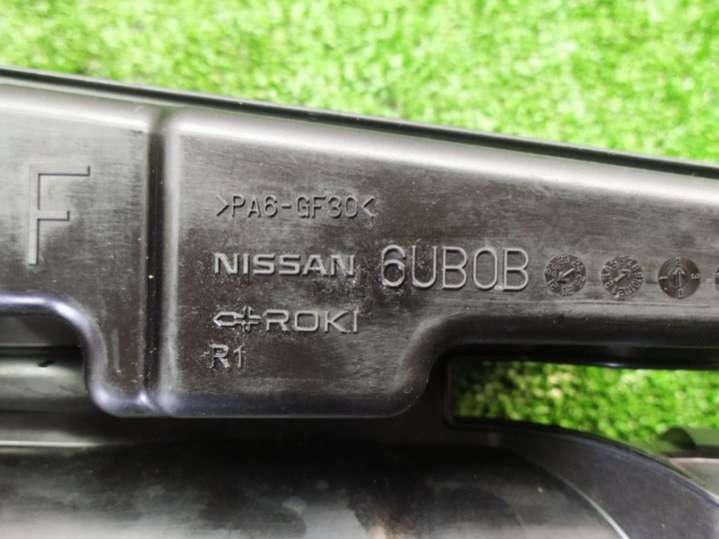 F
>PA6-GF30<
NISSAN 6UB0B
ROKI
R1